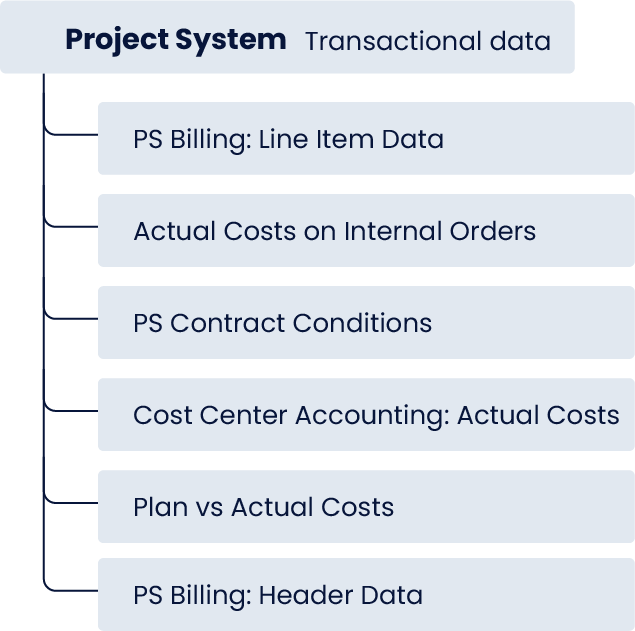 Project System Transactional data
PS Billing: Line Item Data
Actual Costs on Internal Orders
PS Contract Conditions
Cost Center Accounting: Actual Costs
Plan vs Actual Costs
PS Billing: Header Data